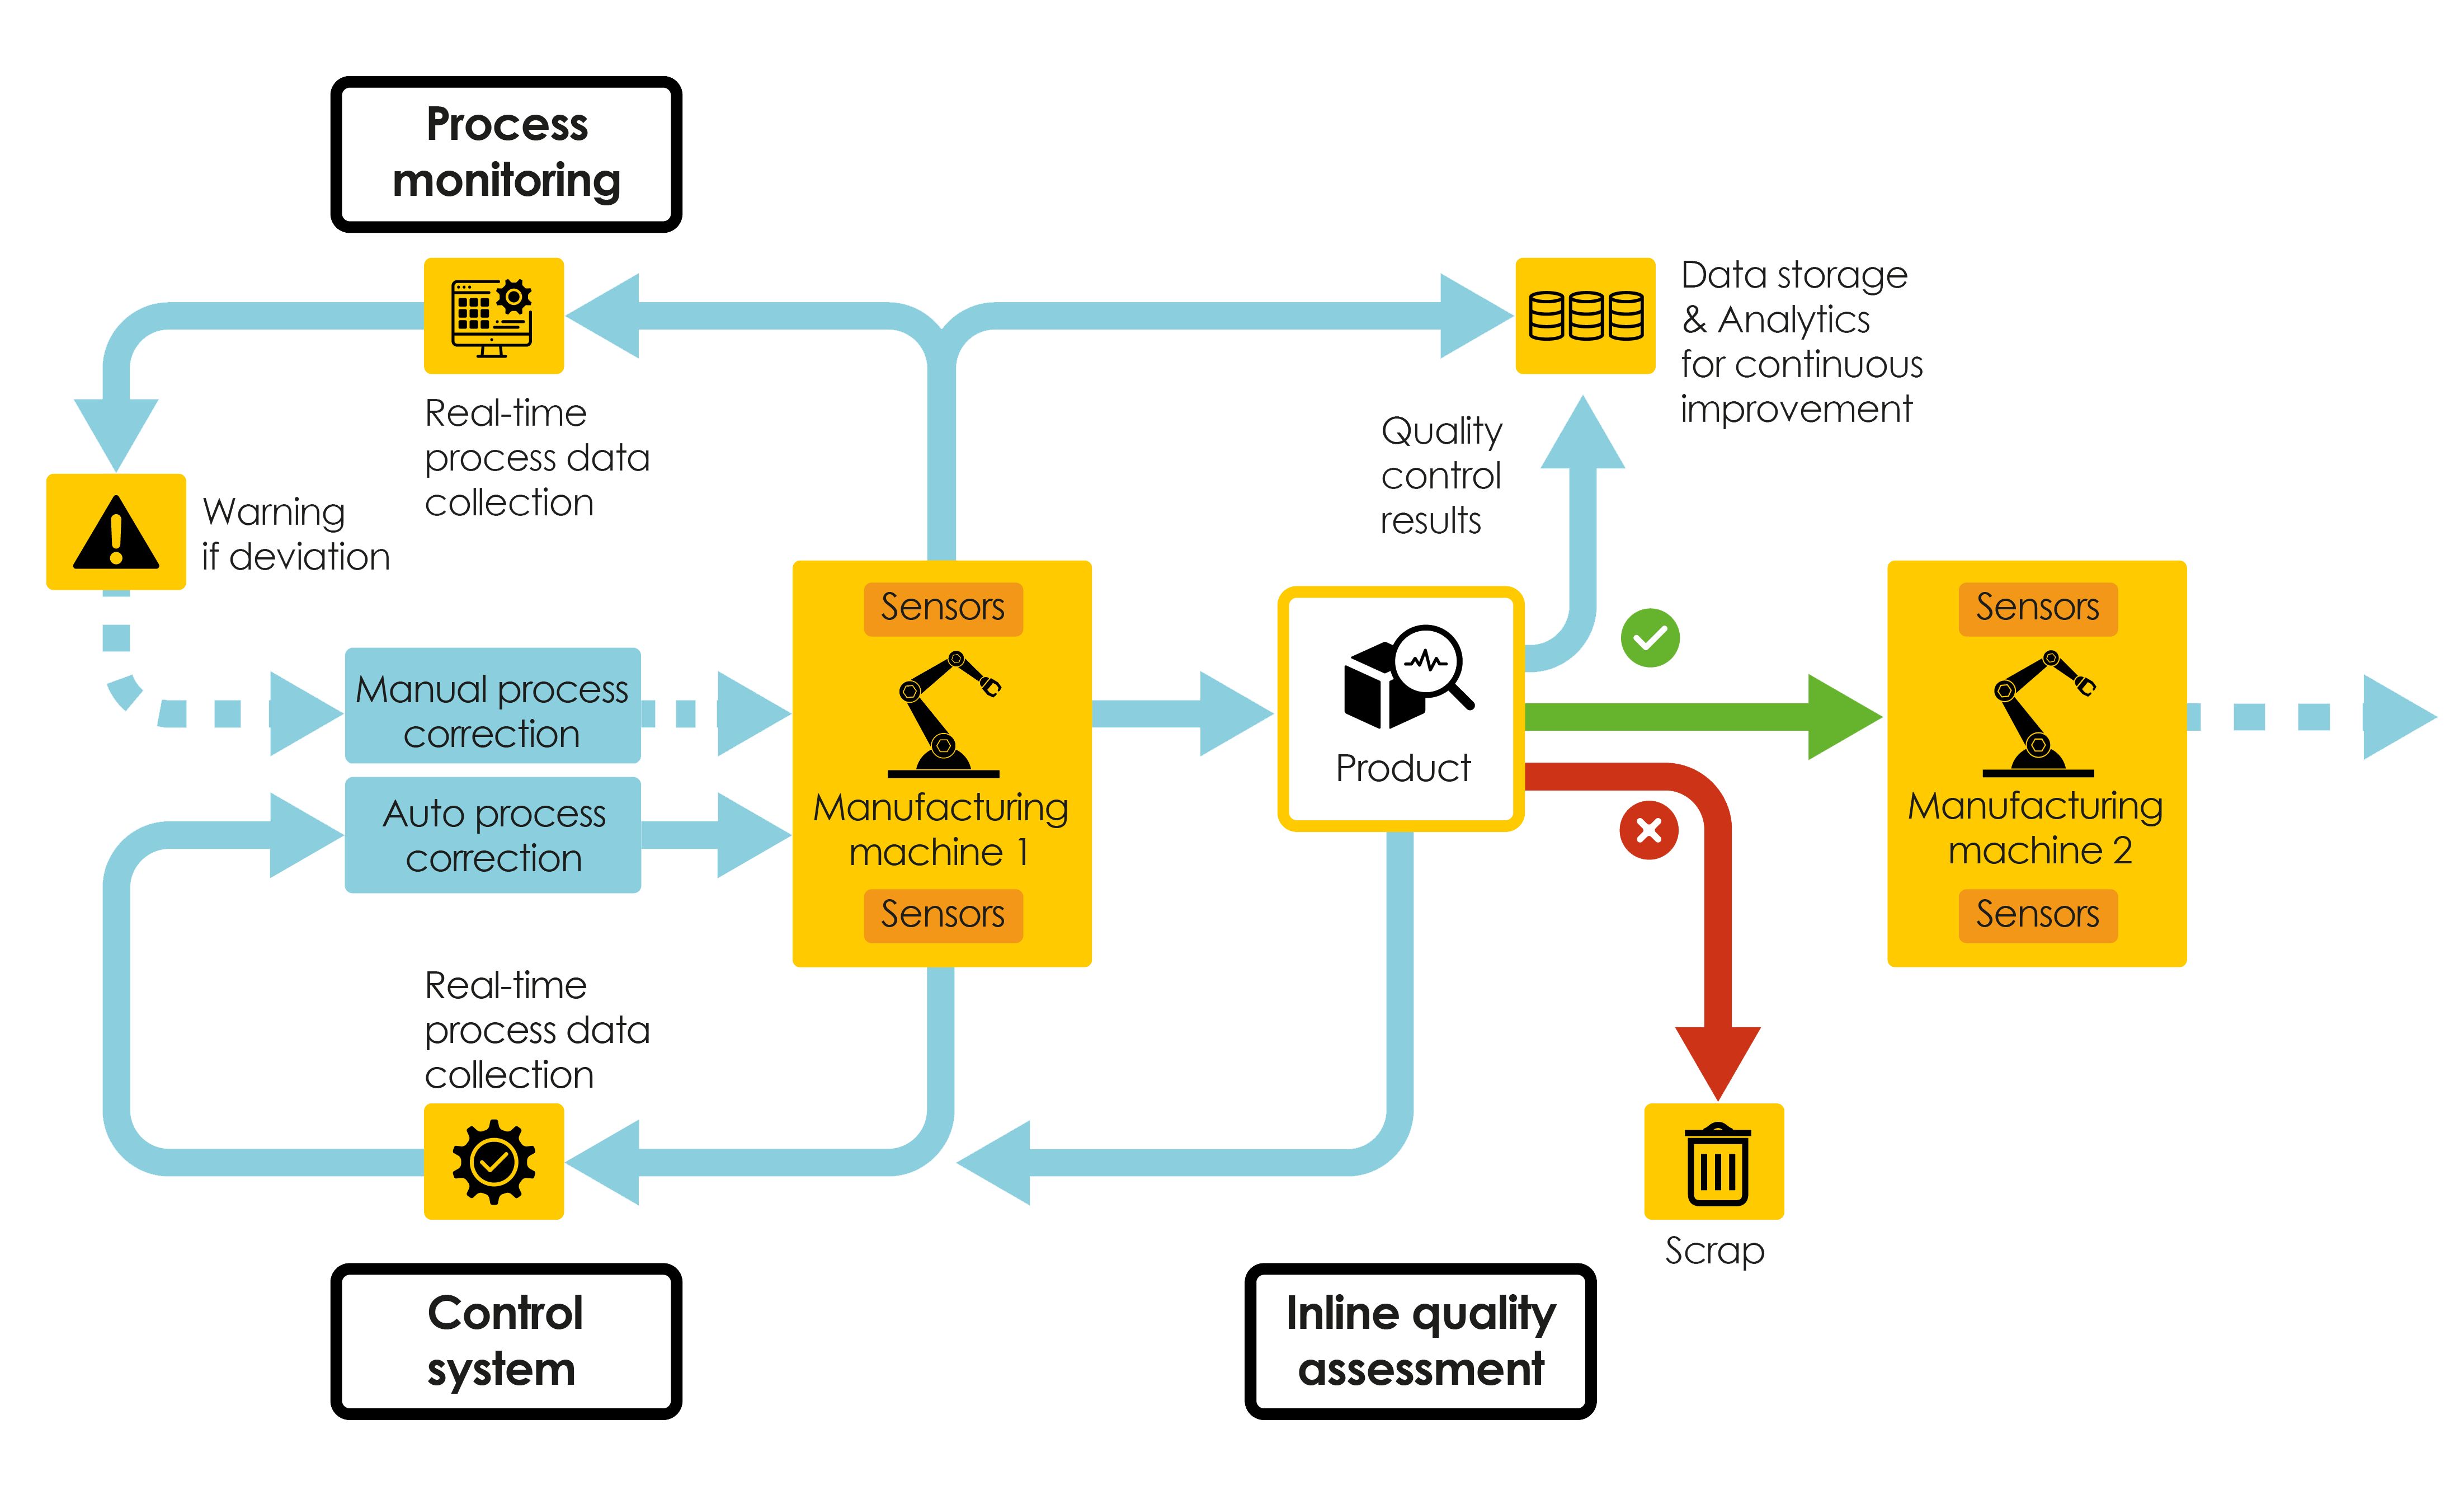 Process
monitoring
Real-time
process data
collection
Warning
if deviation
Data storage
& Analytics
for continuous
improvement
Quality
control
results
Manual process
correction
Auto process
correction
Sensors
Manufacturing
machine 1
Sensors
Product
Sensors
Manufacturing
machine 2
Sensors
Real-time
process data
collection
Scrap
Control
system
Inline quality
assessment